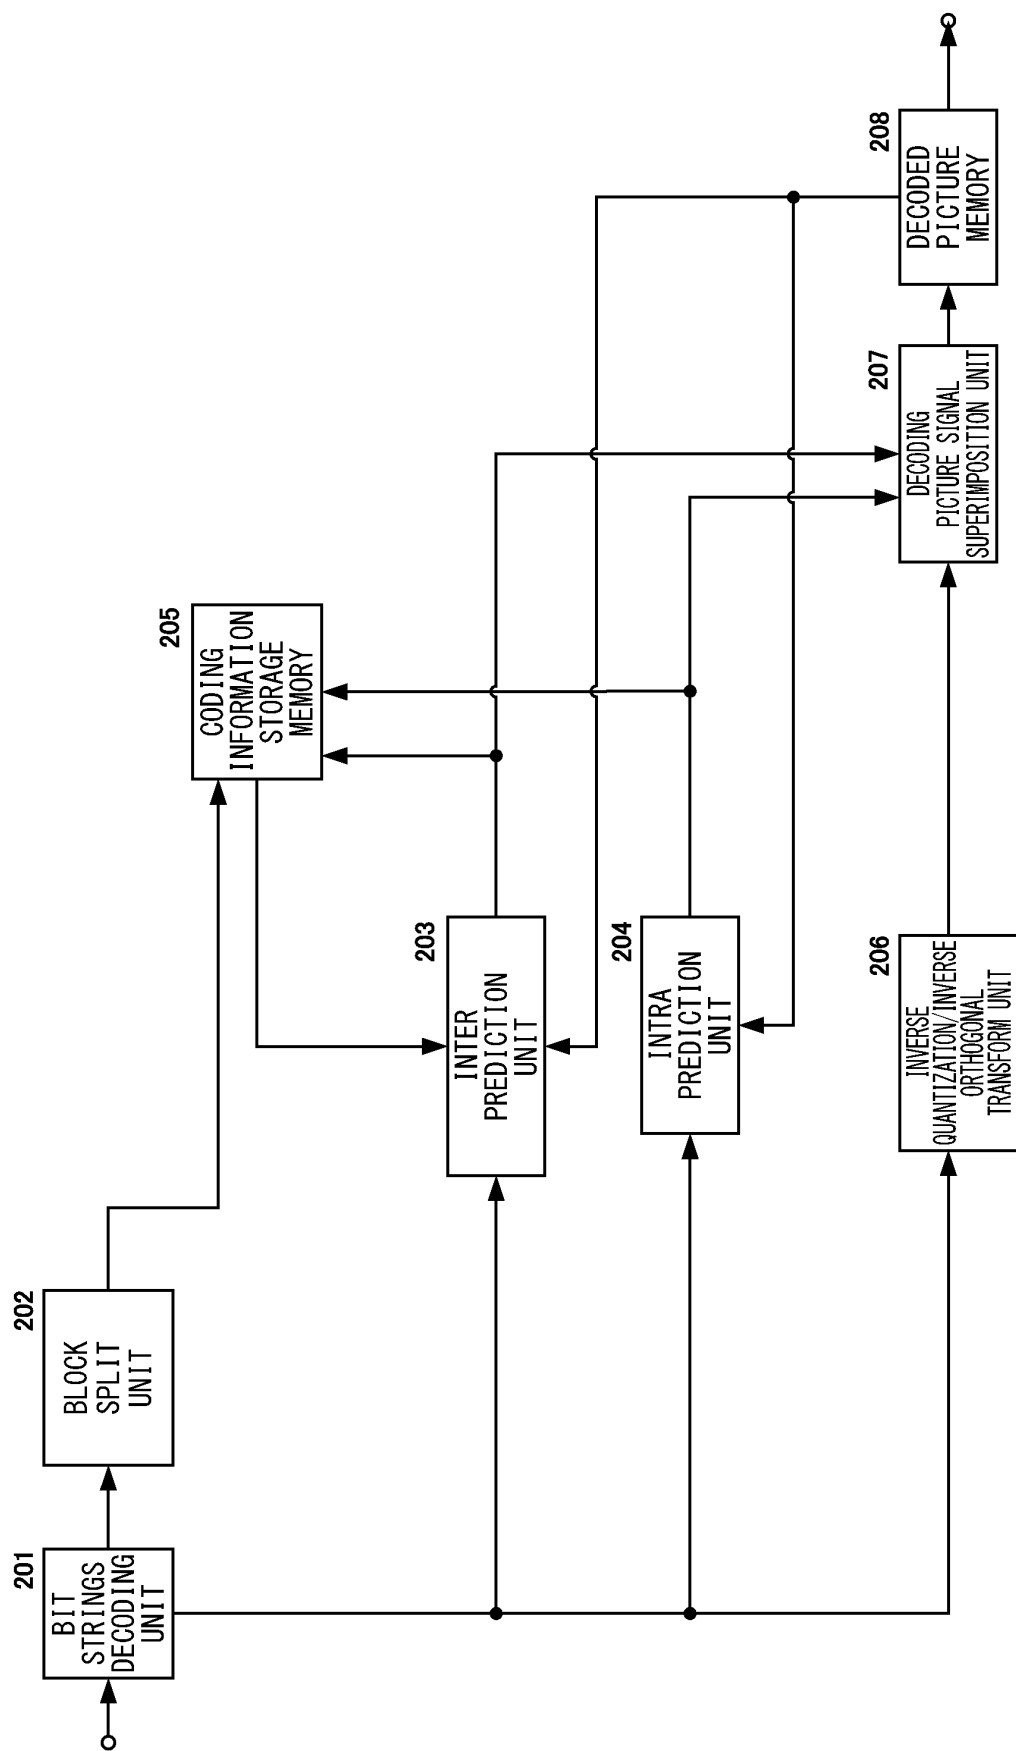 201
BIT
STRINGS
DECODING
UNIT
202
BLOCK
SPLIT
UNIT
205
CODING
INFORMATION
STORAGE
MEMORY
203
INTER
PREDICTION
UNIT
204
INTRA
PREDICTION
UNIT
206
INVERSE
QUANTIZATION/INVERSE
ORTHOGONAL
TRANSFORM UNIT
207
DECODING
PICTURE SIGNAL
SUPERIMPOSITION UNIT
208
DECODED
PICTURE
MEMORY